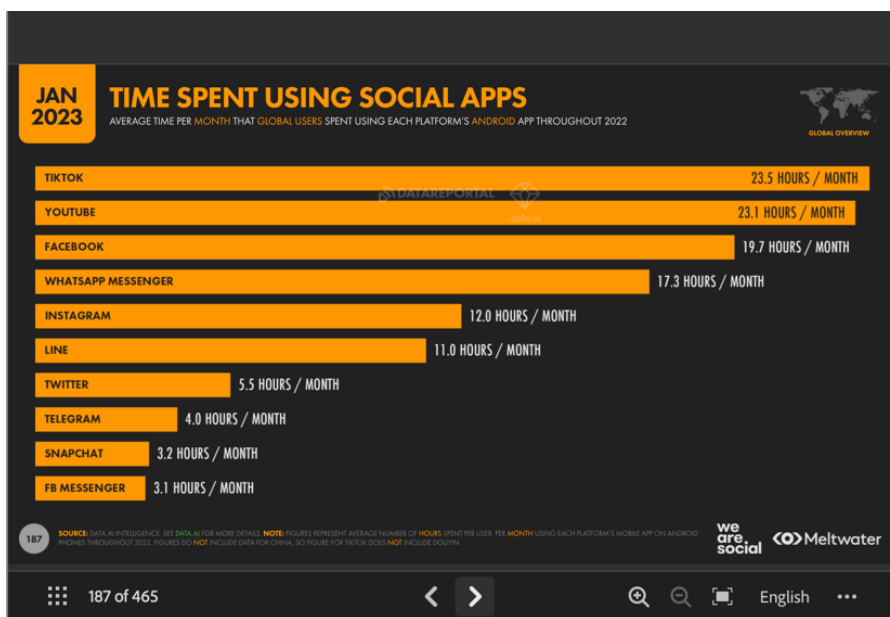 JAN
2023
TIME SPENT USING SOCIAL APPS
AVERAGE TIME PER MONTH THAT GLOBAL USERS SPENT USING EACH PLATFORM'S ANDROID APP THROUGHOUT 2022
GLOBAL OVERVIEW
TIKTOK 23.5 HOURS / MONTH
DATAREPORTAL
data.ai
YOUTUBE 23.1 HOURS / MONTH
FACEBOOK 19.7 HOURS / MONTH
WHATSAPP MESSENGER 17.3 HOURS / MONTH
INSTAGRAM 12.0 HOURS / MONTH
LINE 11.0 HOURS / MONTH
TWITTER 5.5 HOURS / MONTH
TELEGRAM 4.0 HOURS / MONTH
SNAPCHAT 3.2 HOURS / MONTH
FB MESSENGER 3.1 HOURS / MONTH
187
SOURCE: DATA.AI INTELLIGENCE. SEE DATA.AI FOR MORE DETAILS. NOTE: FIGURES REPRESENT AVERAGE NUMBER OF HOURS SPENT PER USER, PER MONTH USING EACH PLATFORM'S MOBILE APP ON ANDROID
PHONES THROUGHOUT 2022. FIGURES DO NOT INCLUDE DATA FOR CHINA, SO FIGURE FOR TIKTOK DOES NOT INCLUDE DOUYIN.
we
are.
social
Meltwater
187 of 465
English